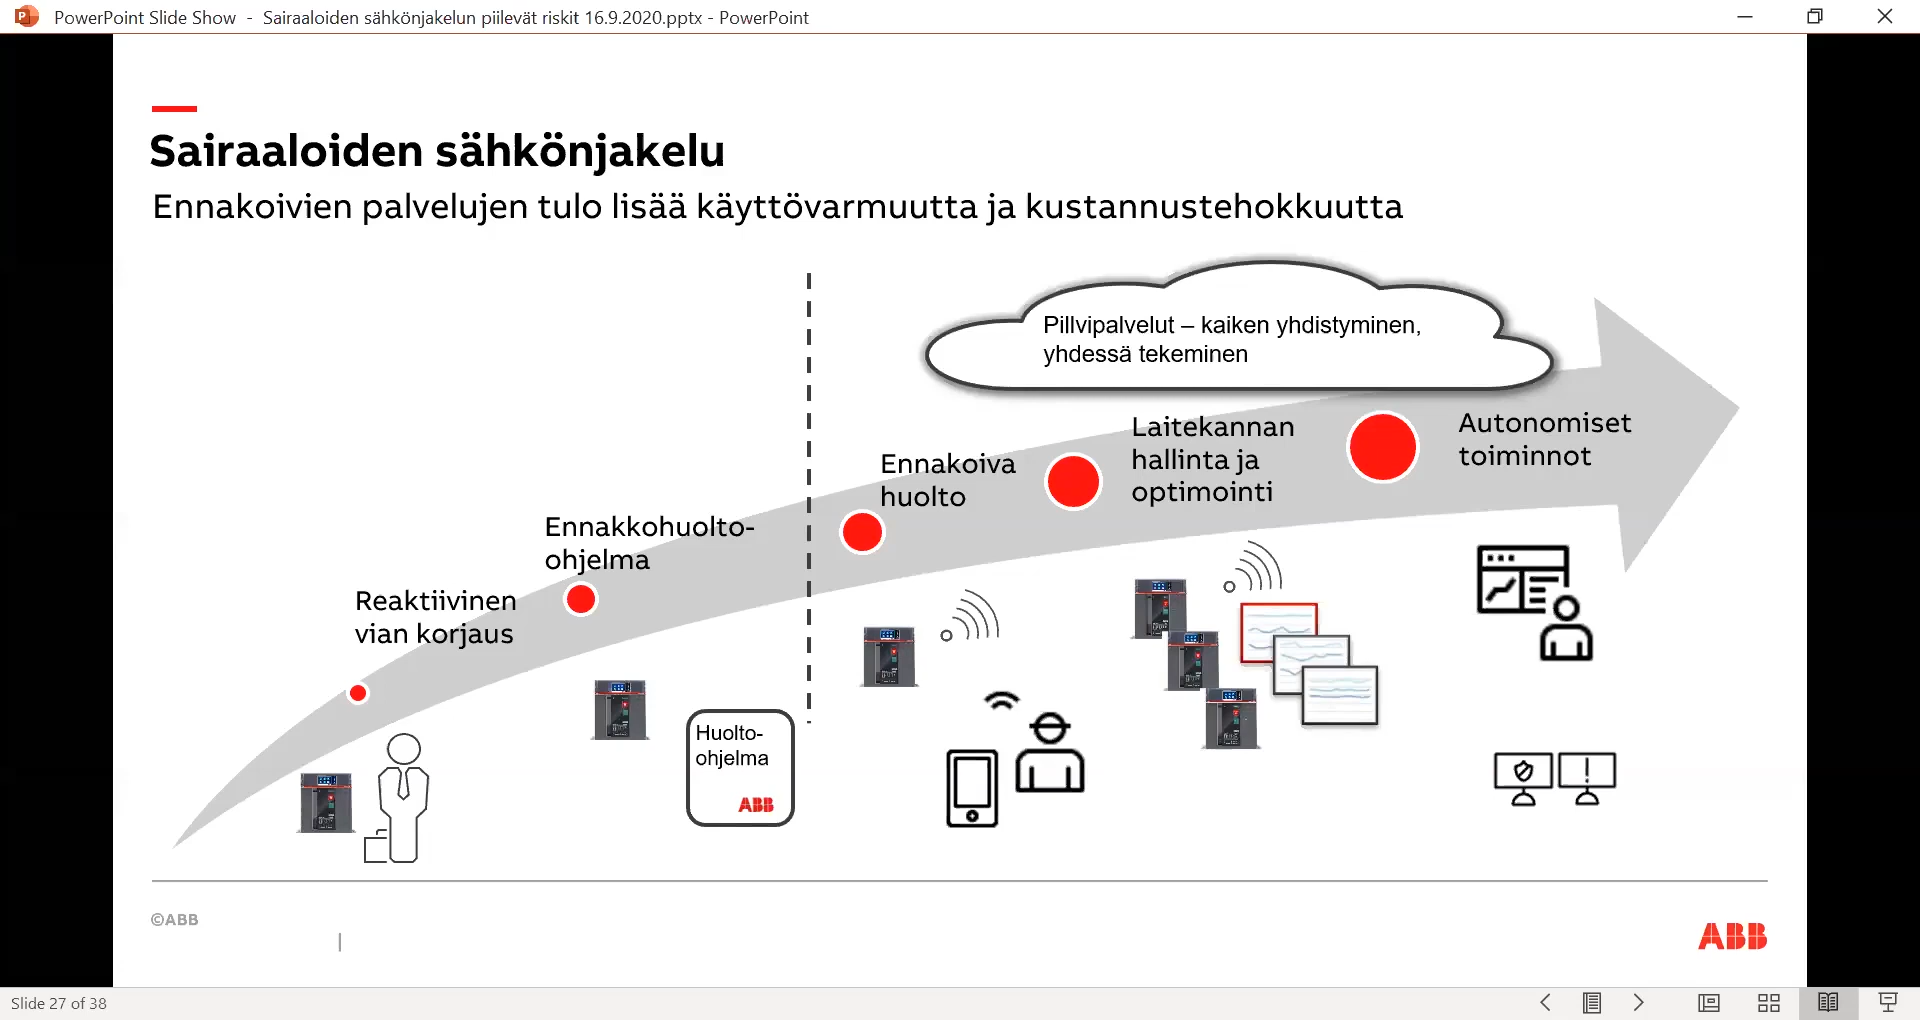 PowerPoint Slide Show - Sairaaloiden sähkönjakelun piilevät riskit 16.9.2020.pptx - PowerPoint
Sairaaloiden sähkönjakelu
Ennakoivien palvelujen tulo lisää käyttövarmuutta ja kustannustehokkuutta
Pillvipalvelut – kaiken yhdistyminen,
yhdessä tekeminen
Reaktiivinen
vian korjaus
Ennakkohuolto-
ohjelma
Ennakoiva
huolto
Laitekannan
hallinta ja
optimointi
Autonomiset
toiminnot
Huolto-
ohjelma
ABB
©ABB
ABB
Slide 27 of 38